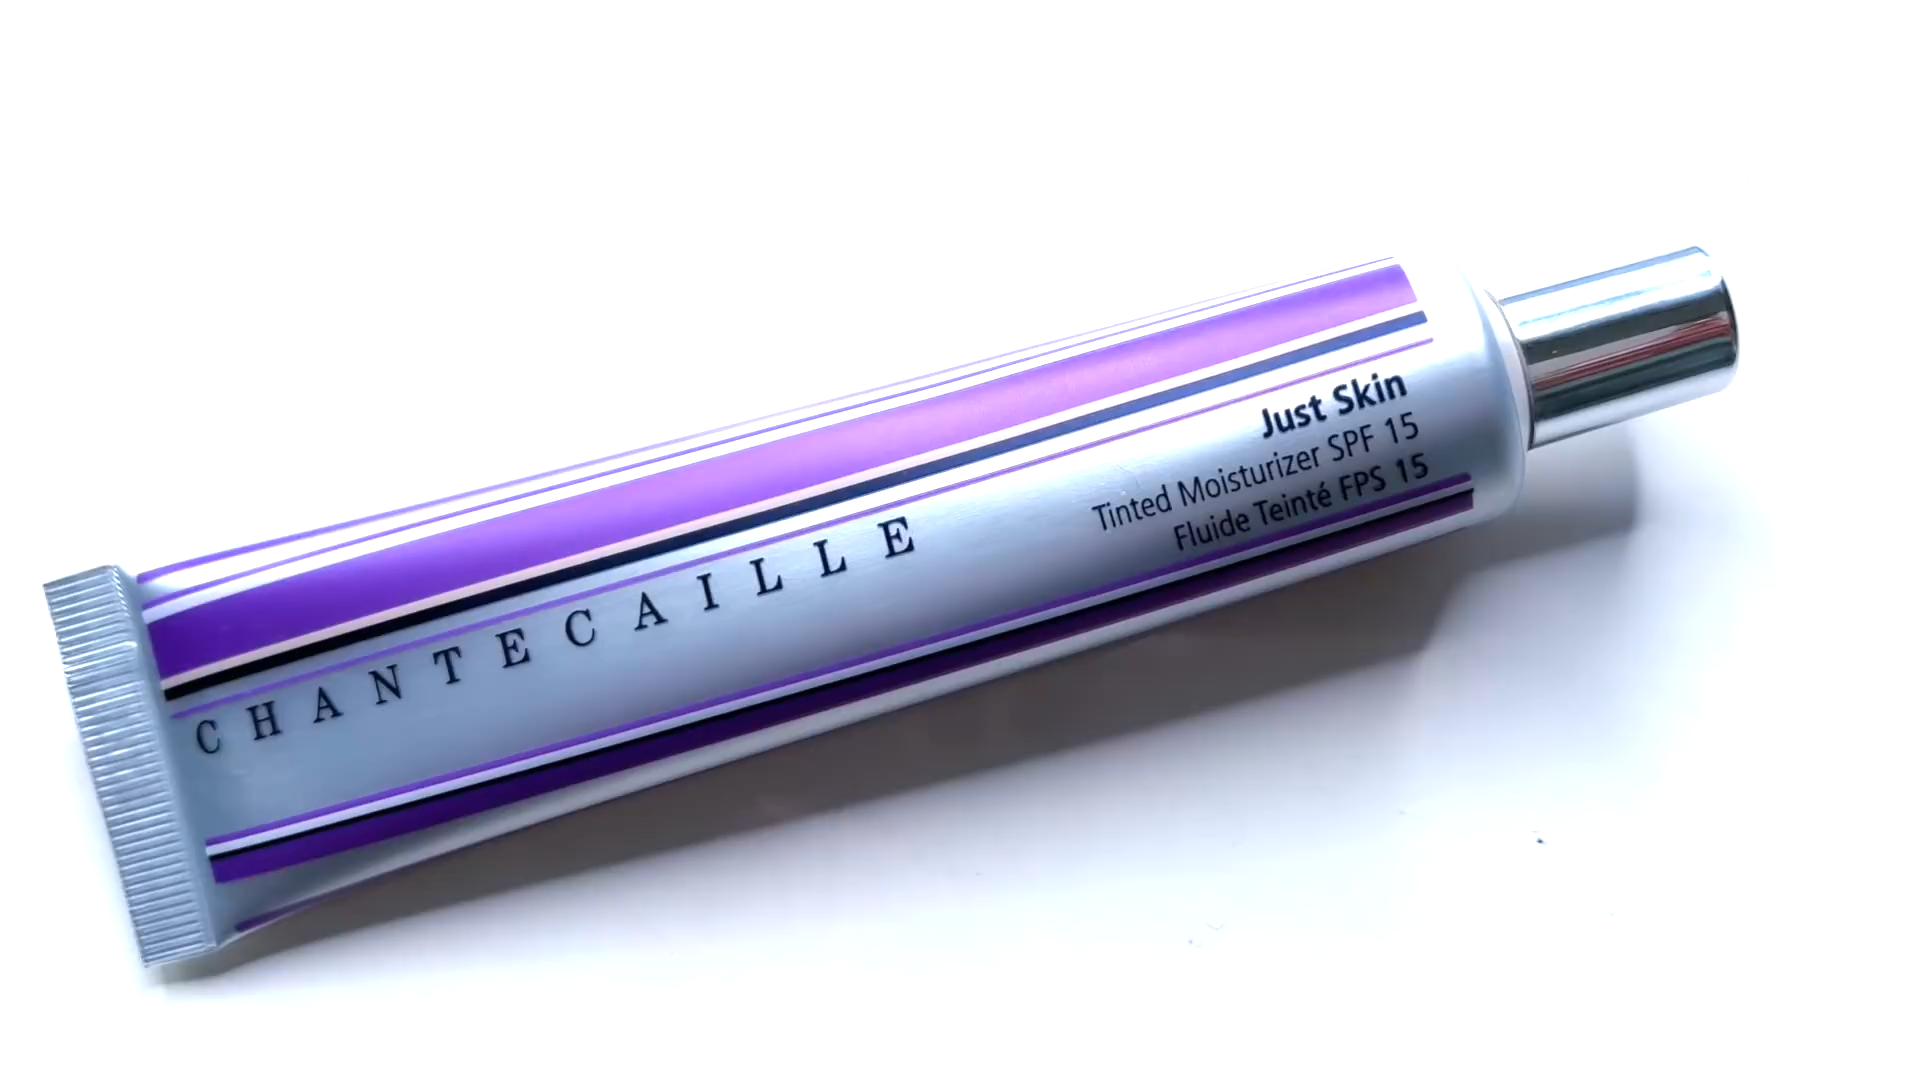 CHANTECAILLE
Just Skin
Tinted Moisturizer SPF 15
Fluide Teinté FPS 15